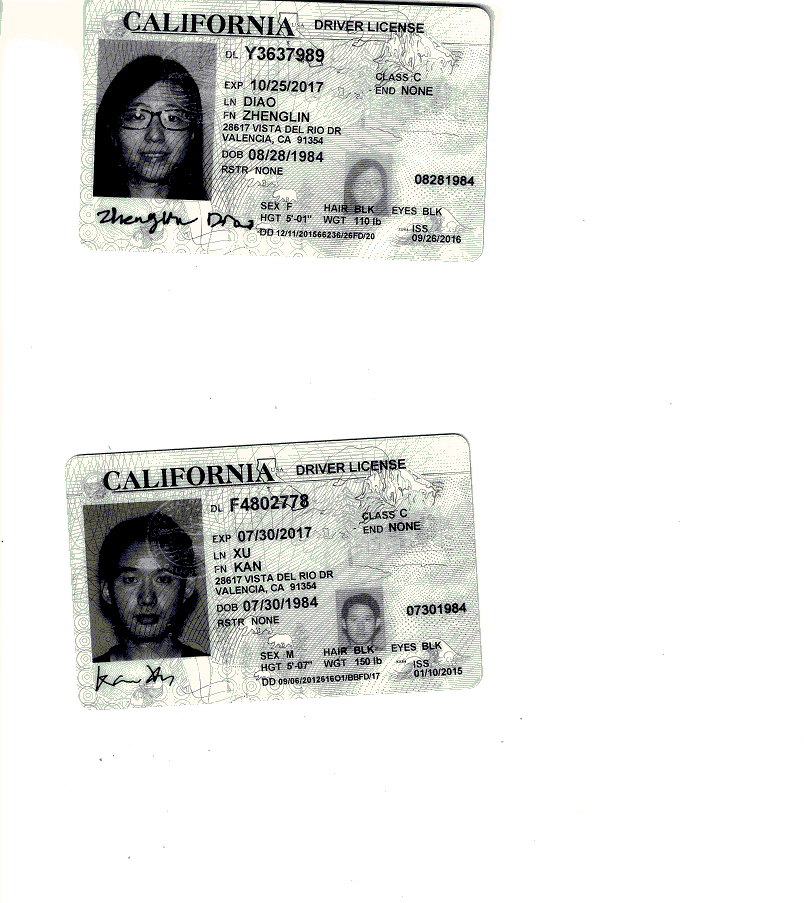 CALIFORNIA USA DRIVER LICENSE
DL Y3637989
CLASS C
EXP 10/25/2017
END NONE
LN DIAO
FN ZHENGLIN
28617 VISTA DEL RIO DR
VALENCIA, CA 91354
DOB 08/28/1984
RSTR NONE
08281984
Zhenglin Diao
SEX F HAIR BLK EYES BLK
HGT 5'-01" WGT 110 lb ISS
DD 12/11/201566236/26FD/20 09/26/2016
CALIFORNIA USA DRIVER LICENSE
DL F4802778
CLASS C
EXP 07/30/2017
END NONE
LN XU
FN KAN
28617 VISTA DEL RIO DR
VALENCIA, CA 91354
DOB 07/30/1984
07301984
RSTR NONE
Kan Xu
SEX M HAIR BLK EYES BLK
HGT 5'-07" WGT 150 lb ISS
DD 09/06/2012616O1/BBFD/17 01/10/2015